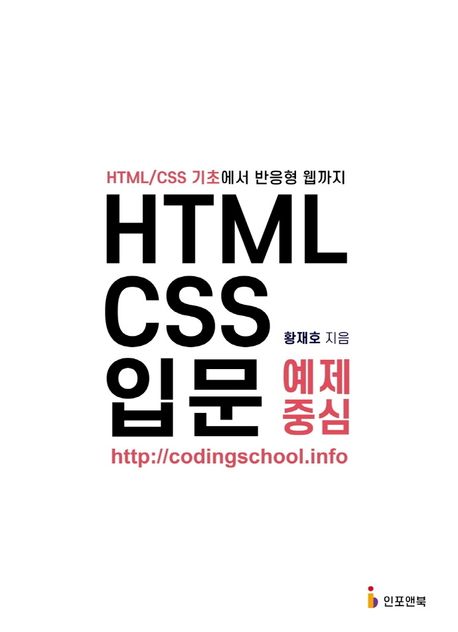 HTML/CSS 기초에서 반응형 웹까지
HTML
CSS
황재호 지음
입문 예제
중심
http://codingschool.info
인포앤북